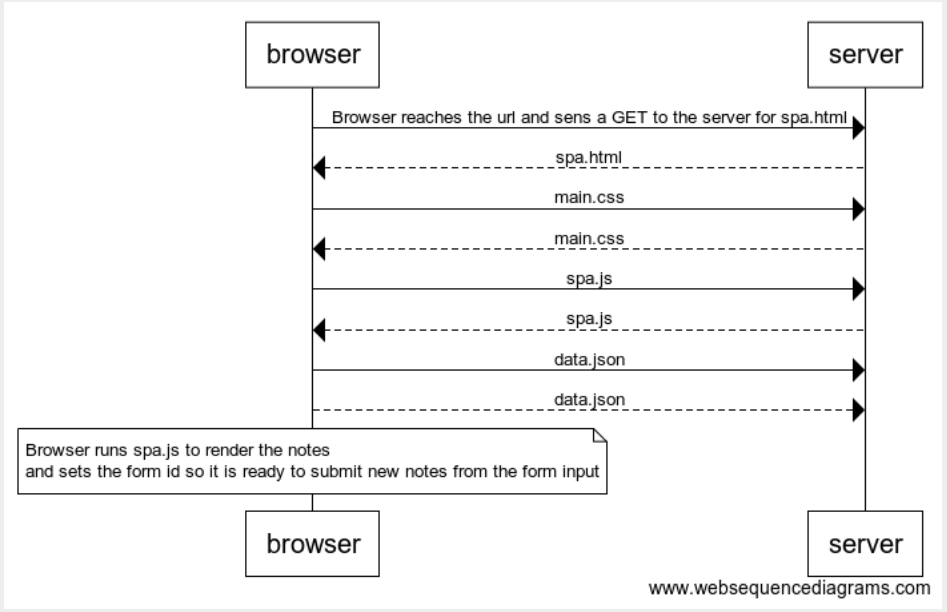 browser
server
Browser reaches the url and sens a GET to the server for spa.html
spa.html
main.css
main.css
spa.js
spa.js
data.json
data.json
Browser runs spa.js to render the notes
and sets the form id so it is ready to submit new notes from the form input
browser
server
www.websequencediagrams.com